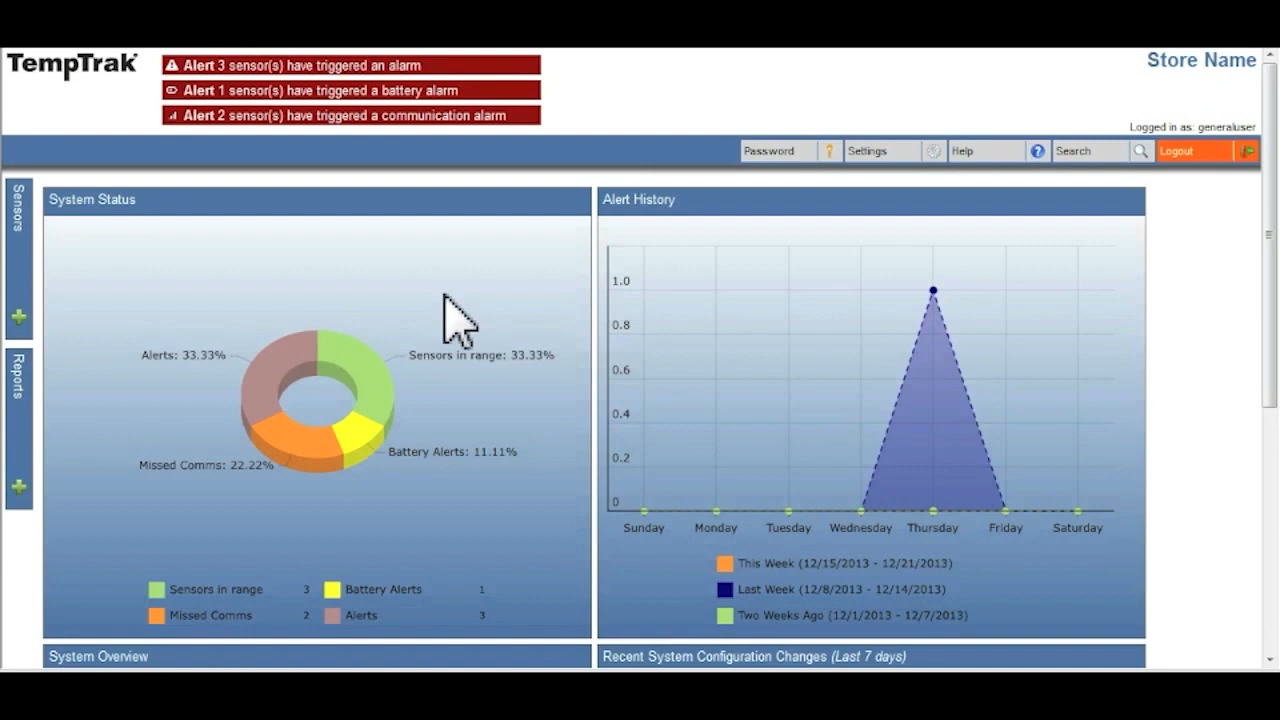 TempTrak
Alert 3 sensor(s) have triggered an alarm
Alert 1 sensor(s) have triggered a battery alarm
Alert 2 sensor(s) have triggered a communication alarm
Store Name
Logged in as: generaluser
Password
Settings
Help
Search
Logout
Sensors
Reports
System Status
Alerts: 33.33%
Sensors in range: 33.33%
Battery Alerts: 11.11%
Missed Comms: 22.22%
Sensors in range 3
Battery Alerts 1
Missed Comms 2
Alerts 3
Alert History
1.0
0.8
0.6
0.4
0.2
0
Sunday Monday Tuesday Wednesday Thursday Friday Saturday
This Week (12/15/2013 - 12/21/2013)
Last Week (12/8/2013 - 12/14/2013)
Two Weeks Ago (12/1/2013 - 12/7/2013)
System Overview
Recent System Configuration Changes (Last 7 days)